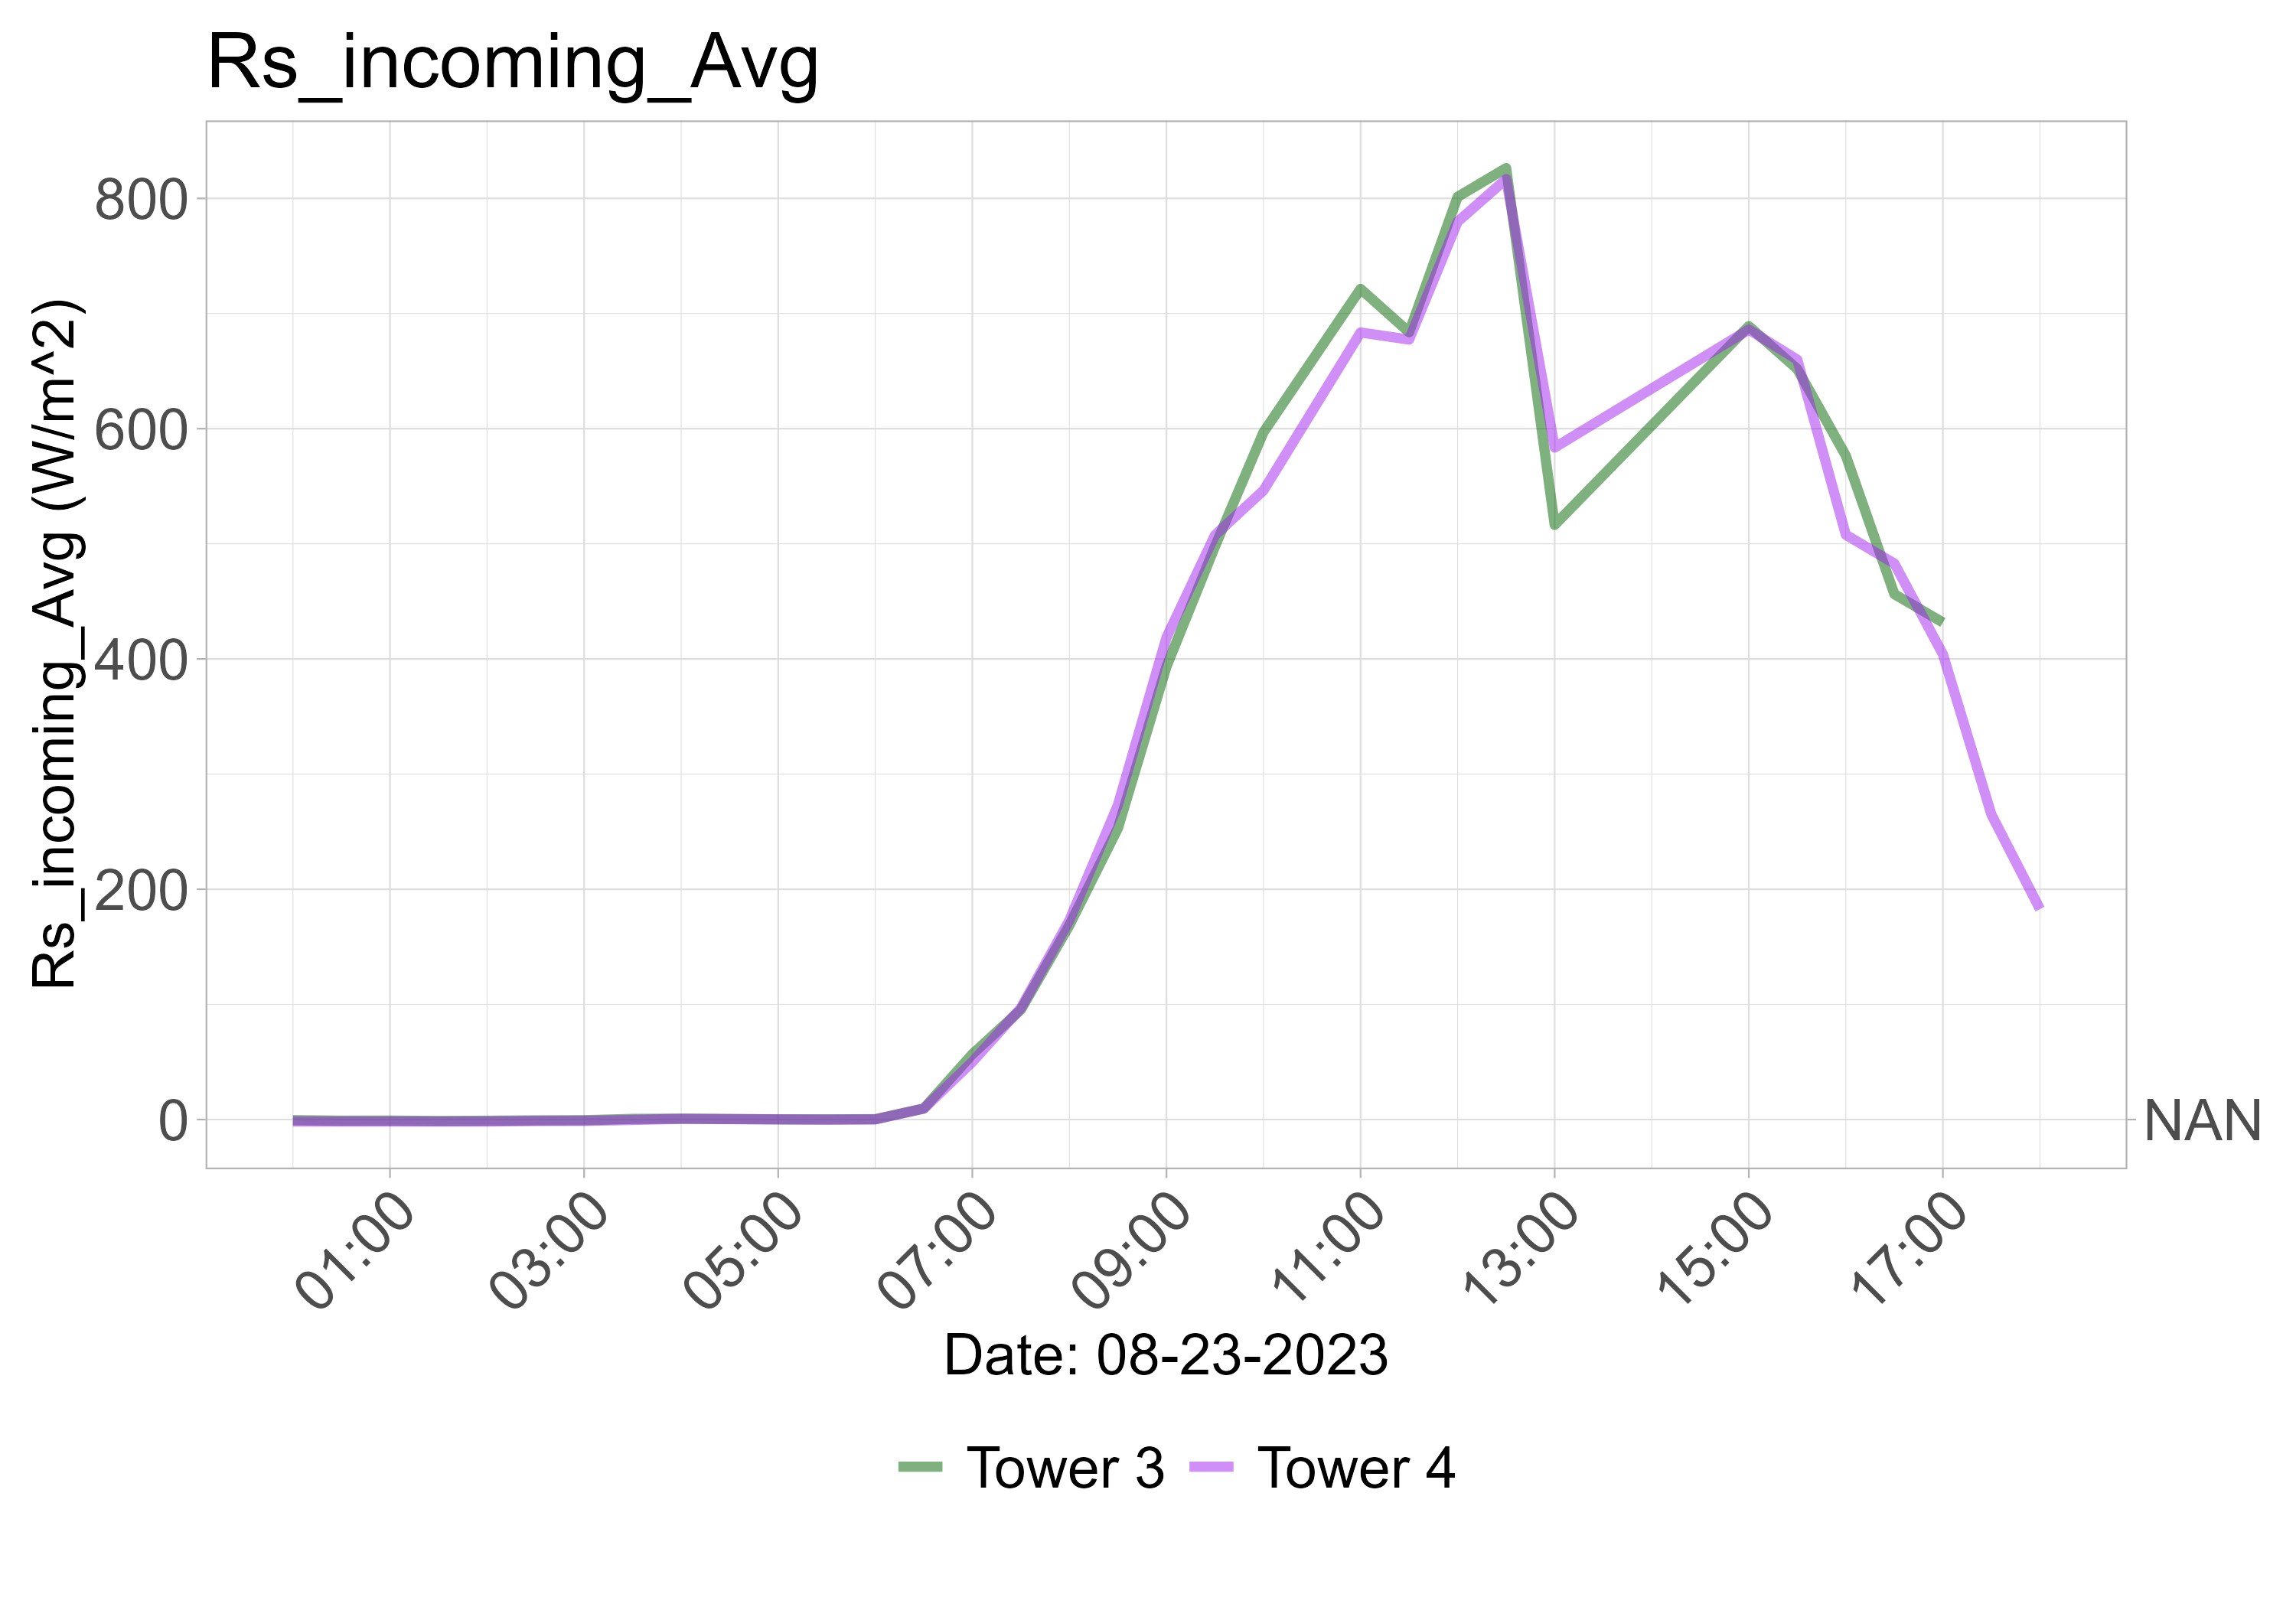 Rs_incoming_Avg
Rs_incoming_Avg (W/m^2)
800
600
400
200
0
NAN
01:00
03:00
05:00
07:00
09:00
11:00
13:00
15:00
17:00
Date: 08-23-2023
Tower 3
Tower 4